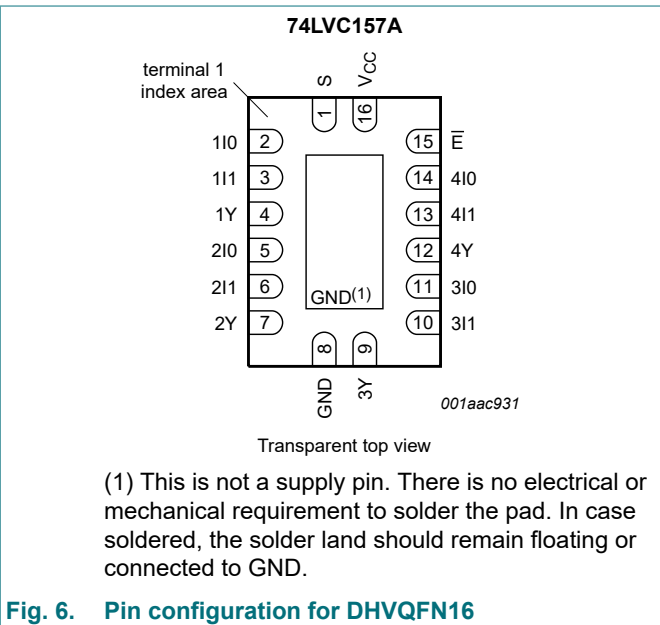 74LVC157A
terminal 1
index area
S
VCC
1
16
1I0 2
15 E̅
1I1 3
14 4I0
1Y 4
13 4I1
2I0 5
12 4Y
2I1 6
11 3I0
GND(1)
2Y 7
10 3I1
8
9
GND
3Y
001aac931
Transparent top view
(1) This is not a supply pin. There is no electrical or
mechanical requirement to solder the pad. In case
soldered, the solder land should remain floating or
connected to GND.
Fig. 6. Pin configuration for DHVQFN16